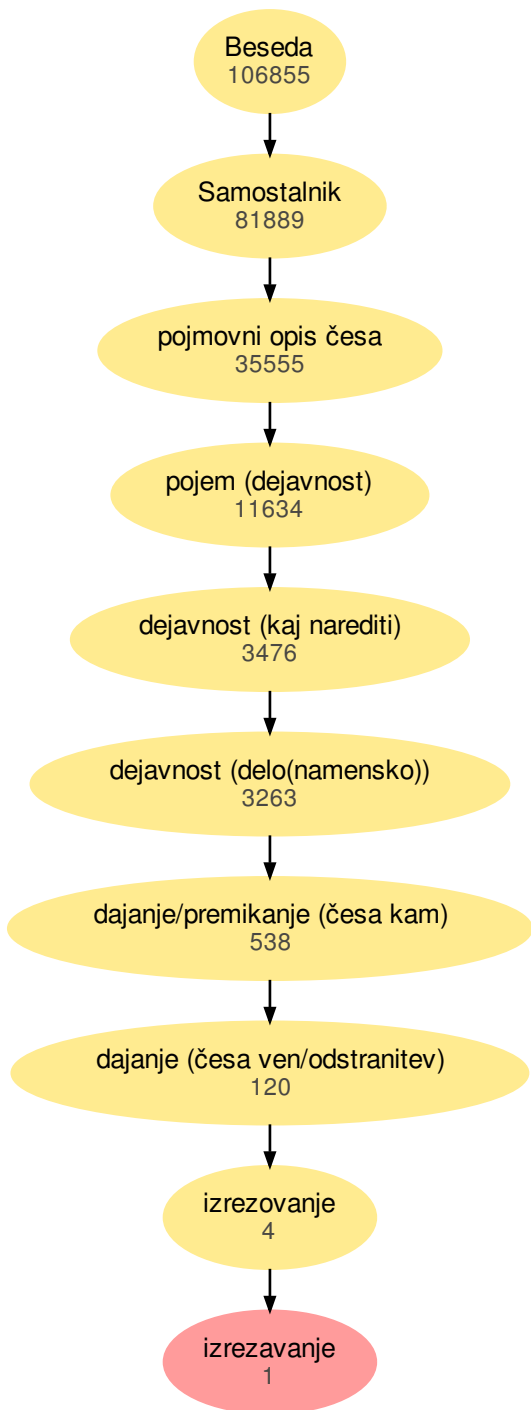 Beseda
106855
Samostalnik
81889
pojmovni opis česa
35555
pojem (dejavnost)
11634
dejavnost (kaj narediti)
3476
dejavnost (delo(namensko))
3263
dajanje/premikanje (česa kam)
538
dajanje (česa ven/odstranitev)
120
izrezovanje
4
izrezavanje
1